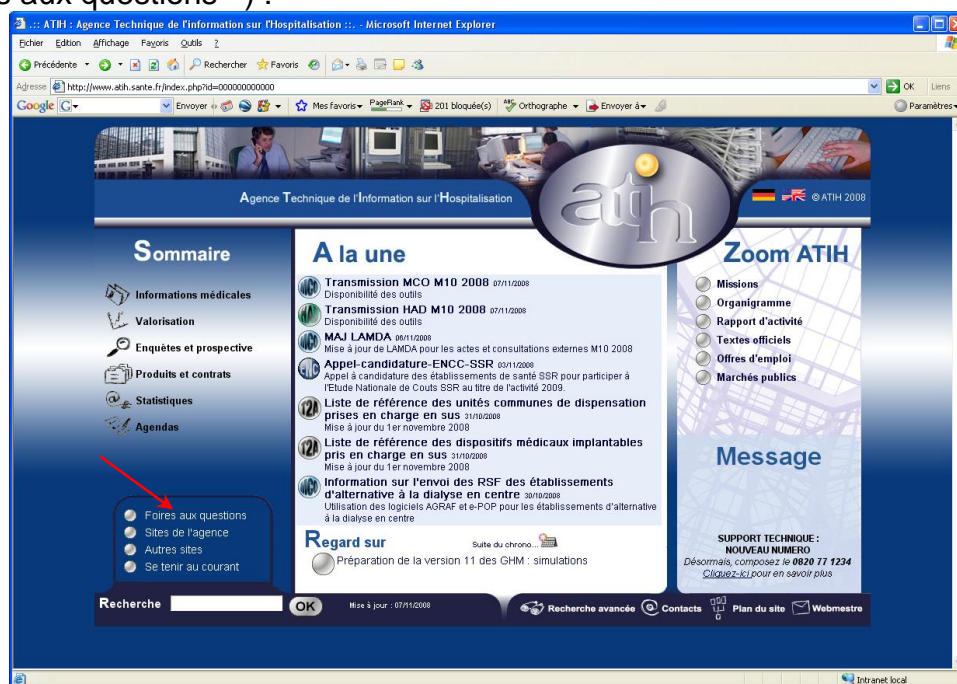 s aux questions ") :
.:: ATIH : Agence Technique de l'information sur l'Hospitalisation ::. - Microsoft Internet Explorer
Fichier Edition Affichage Favoris Outils ?
Précédente Rechercher Favoris
Adresse http://www.atih.sante.fr/index.php?id=000000000000 OK Liens
Google G Envoyer Mes favoris PageRank 201 bloquée(s) Orthographe Envoyer à Paramètres
Agence Technique de l'Information sur l'Hospitalisation
atih
© ATIH 2008
Sommaire
Informations médicales
Valorisation
Enquêtes et prospective
Produits et contrats
Statistiques
Agendas
Foires aux questions
Sites de l'agence
Autres sites
Se tenir au courant
A la une
MCO Transmission MCO M10 2008 07/11/2008
Disponibilité des outils
HAD Transmission HAD M10 2008 07/11/2008
Disponibilité des outils
MCO MAJ LAMDA 06/11/2008
Mise à jour de LAMDA pour les actes et consultations externes M10 2008
ENC Appel-candidature-ENCC-SSR 03/11/2008
Appel à candidature des établissements de santé SSR pour participer à
l'Etude Nationale de Couts SSR au titre de l'activité 2009.
T2A Liste de référence des unités communes de dispensation
prises en charge en sus 31/10/2008
Mise à jour du 1er novembre 2008
T2A Liste de référence des dispositifs médicaux implantables
pris en charge en sus 31/10/2008
Mise à jour du 1er novembre 2008
MCO Information sur l'envoi des RSF des établissements
d'alternative à la dialyse en centre 30/10/2008
Utilisation des logiciels AGRAF et e-POP pour les établissements d'alternative
à la dialyse en centre
Regard sur Suite du chrono...
Préparation de la version 11 des GHM : simulations
Zoom ATIH
Missions
Organigramme
Rapport d'activité
Textes officiels
Offres d'emploi
Marchés publics
Message
SUPPORT TECHNIQUE :
NOUVEAU NUMERO
Désormais, composez le 0820 77 1234
Cliquez-ici pour en savoir plus
Recherche OK Mise à jour : 07/11/2008 Recherche avancée Contacts Plan du site Webmestre
Intranet local